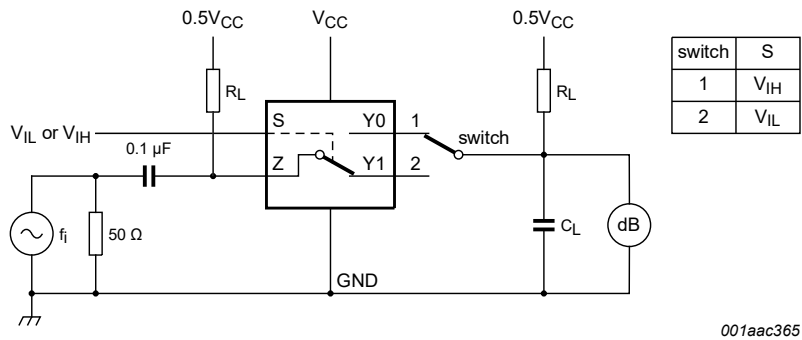 0.5VCC
VCC
0.5VCC
switch S
1 VIH
2 VIL
RL
RL
VIL or VIH
S
Y0
1
switch
0.1 µF
Z
Y1
2
fi
50 Ω
CL
dB
GND
001aac365